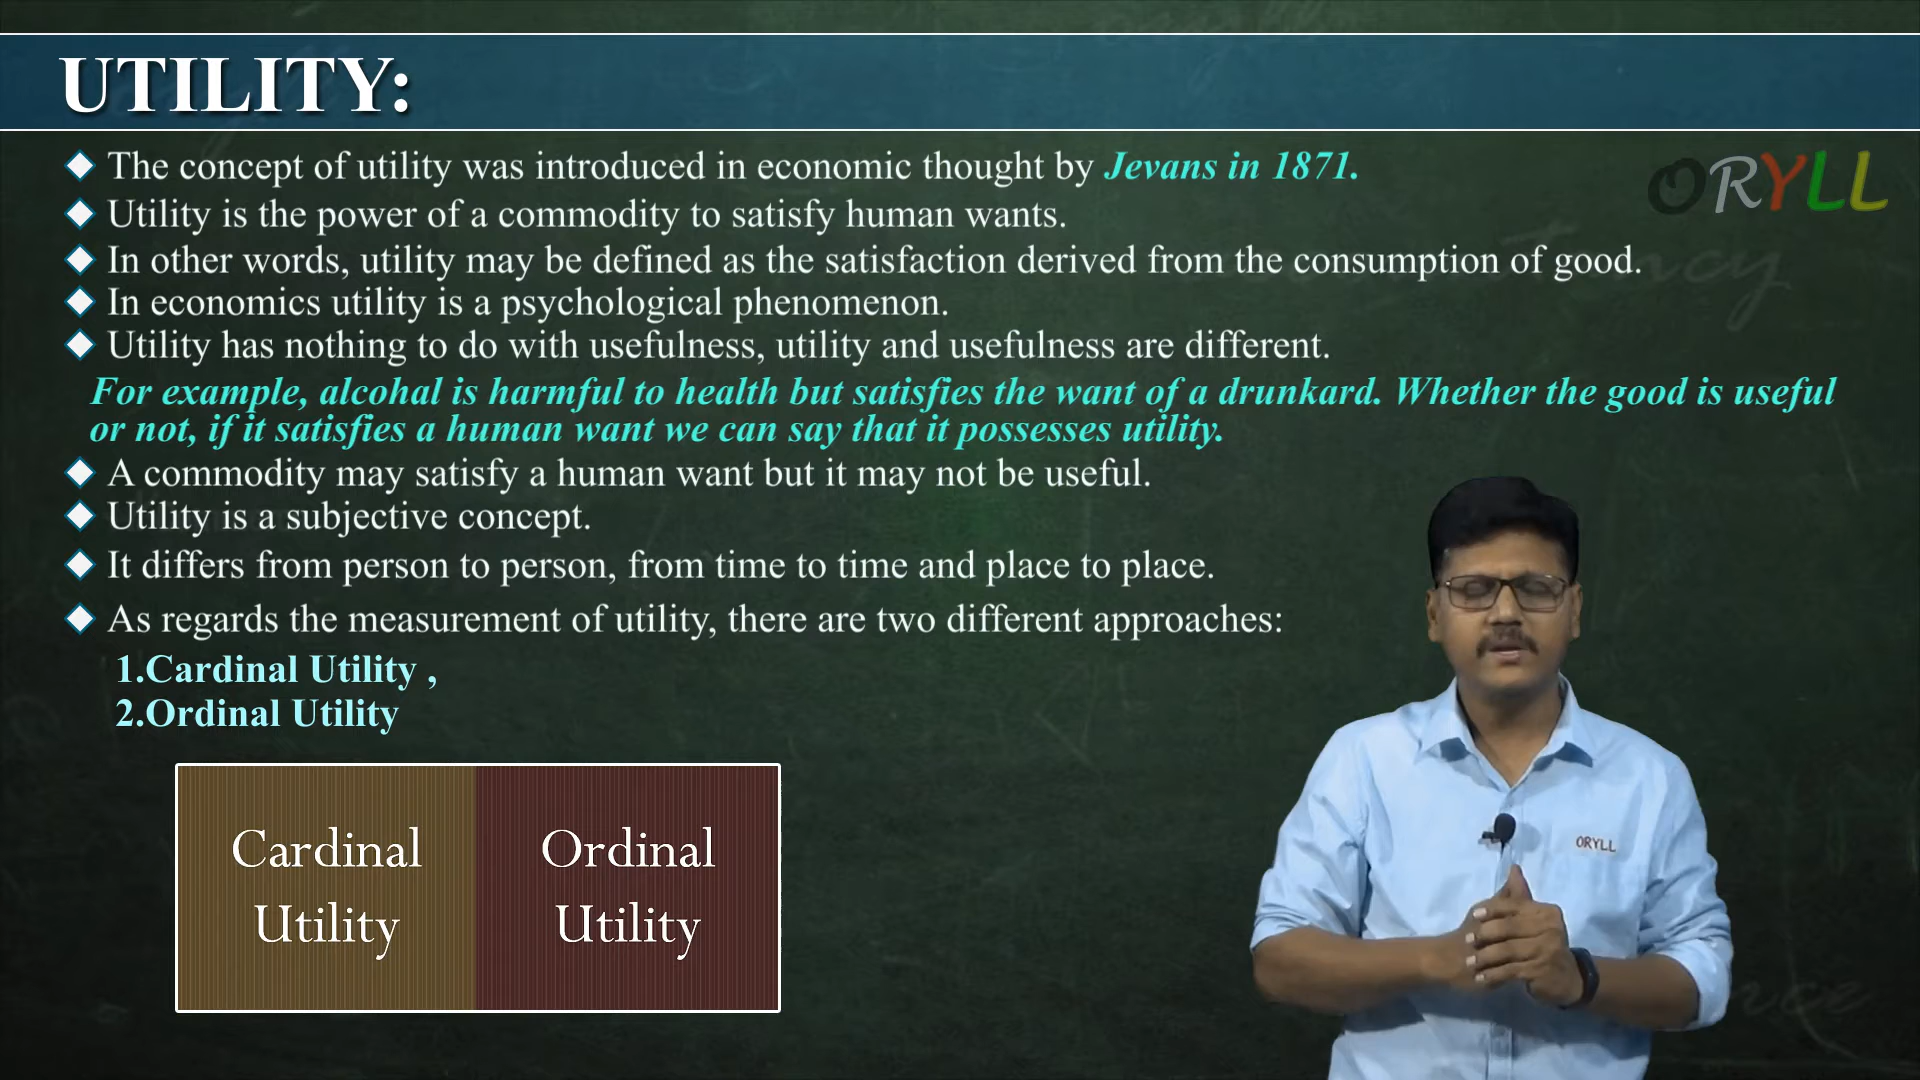 UTILITY:
The concept of utility was introduced in economic thought by Jevans in 1871.
ORYLL
Utility is the power of a commodity to satisfy human wants.
In other words, utility may be defined as the satisfaction derived from the consumption of good.
In economics utility is a psychological phenomenon.
Utility has nothing to do with usefulness, utility and usefulness are different.
For example, alcohal is harmful to health but satisfies the want of a drunkard. Whether the good is useful
or not, if it satisfies a human want we can say that it possesses utility.
A commodity may satisfy a human want but it may not be useful.
Utility is a subjective concept.
It differs from person to person, from time to time and place to place.
As regards the measurement of utility, there are two different approaches:
1.Cardinal Utility ,
2.Ordinal Utility
Cardinal
Utility
Ordinal
Utility
ORYLL